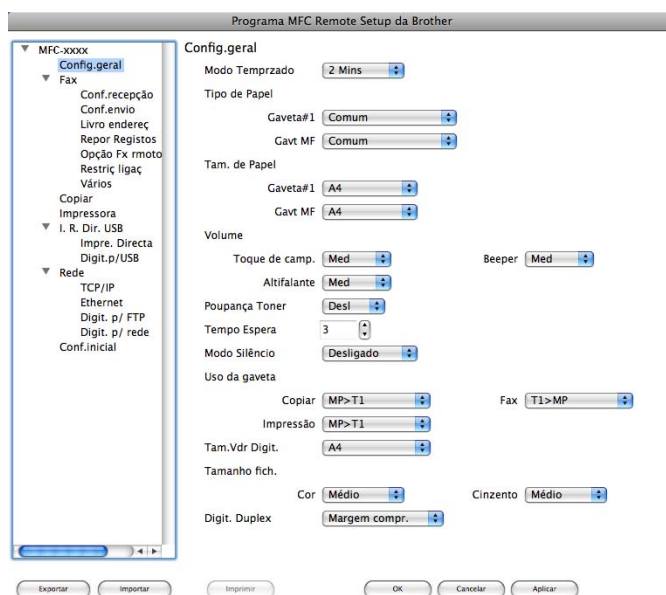 Programa MFC Remote Setup da Brother
MFC-xxxx
Config.geral
Fax
Conf.recepção
Conf.envio
Livro endereç
Repor Registos
Opção Fx rmoto
Restriç ligaç
Vários
Copiar
Impressora
I. R. Dir. USB
Impre. Directa
Digit.p/USB
Rede
TCP/IP
Ethernet
Digit. p/ FTP
Digit. p/ rede
Conf.inicial
Config.geral
Modo Temprzado 2 Mins
Tipo de Papel
Gaveta#1 Comum
Gavt MF Comum
Tam. de Papel
Gaveta#1 A4
Gavt MF A4
Volume
Toque de camp. Med Beeper Med
Altifalante Med
Poupança Toner Desl
Tempo Espera 3
Modo Silêncio Desligado
Uso da gaveta
Copiar MP>T1 Fax T1>MP
Impressão MP>T1
Tam.Vdr Digit. A4
Tamanho fich.
Cor Médio Cinzento Médio
Digit. Duplex Margem compr.
Exportar Importar Imprimir OK Cancelar Aplicar